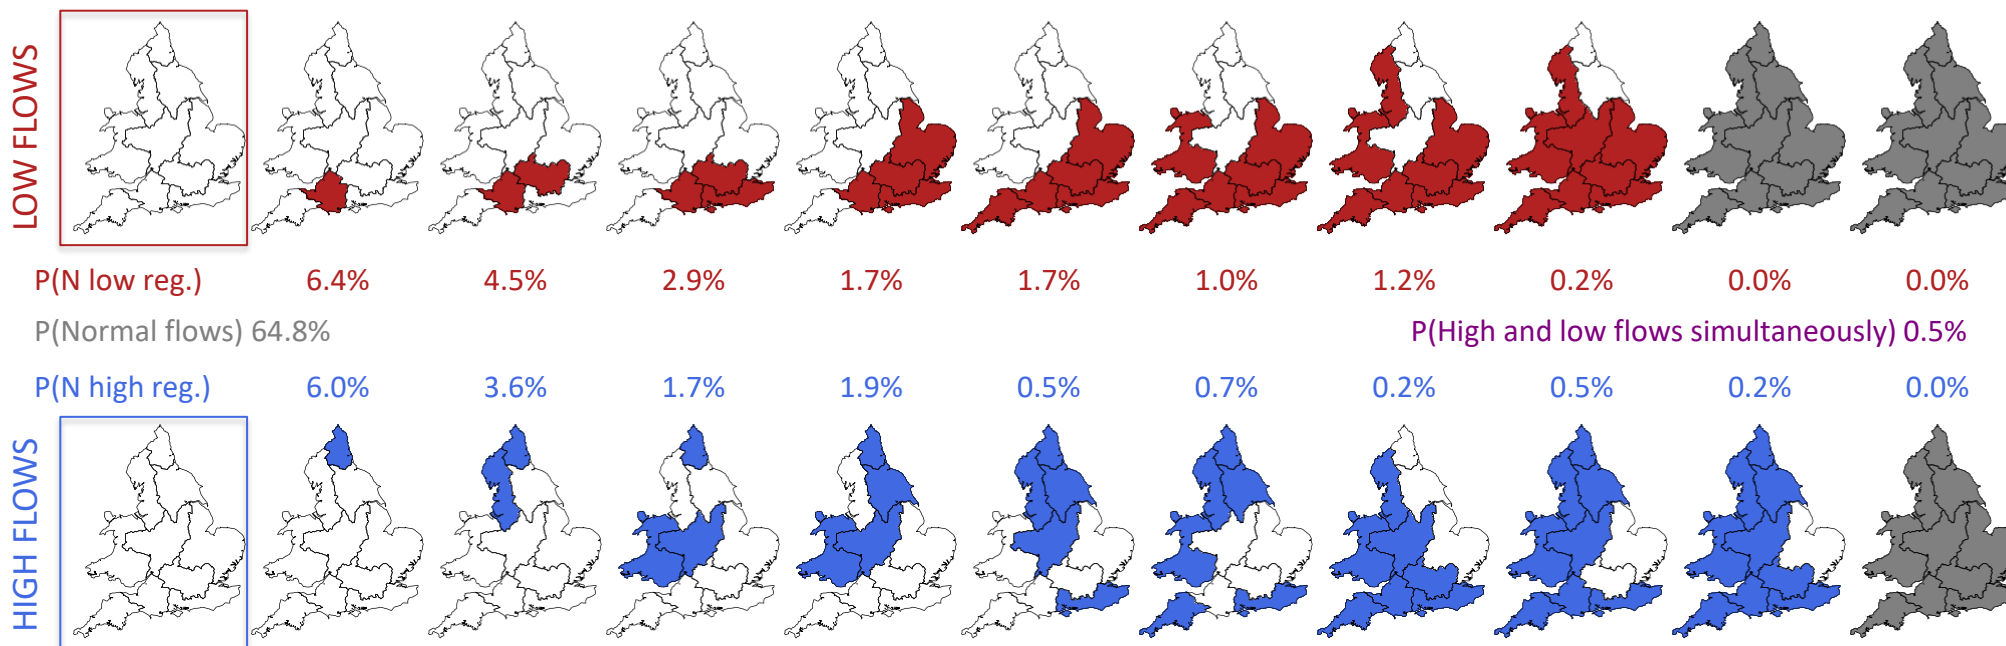 LOW FLOWS
P(N low reg.) 6.4% 4.5% 2.9% 1.7% 1.7% 1.0% 1.2% 0.2% 0.0% 0.0%
P(Normal flows) 64.8% P(High and low flows simultaneously) 0.5%
P(N high reg.) 6.0% 3.6% 1.7% 1.9% 0.5% 0.7% 0.2% 0.5% 0.2% 0.0%
HIGH FLOWS